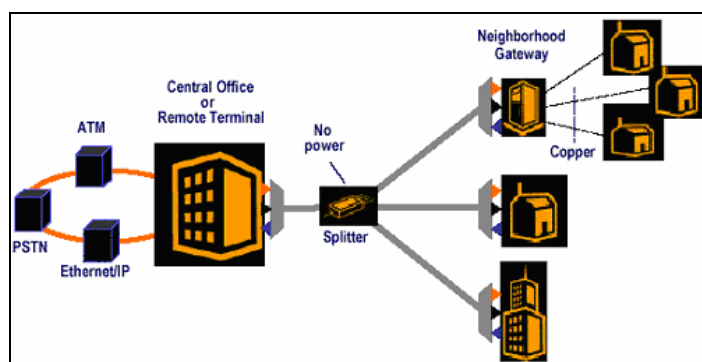 Neighborhood
Gateway
Central Office
or
Remote Terminal
ATM
No
power
Copper
PSTN
Splitter
Ethernet/IP